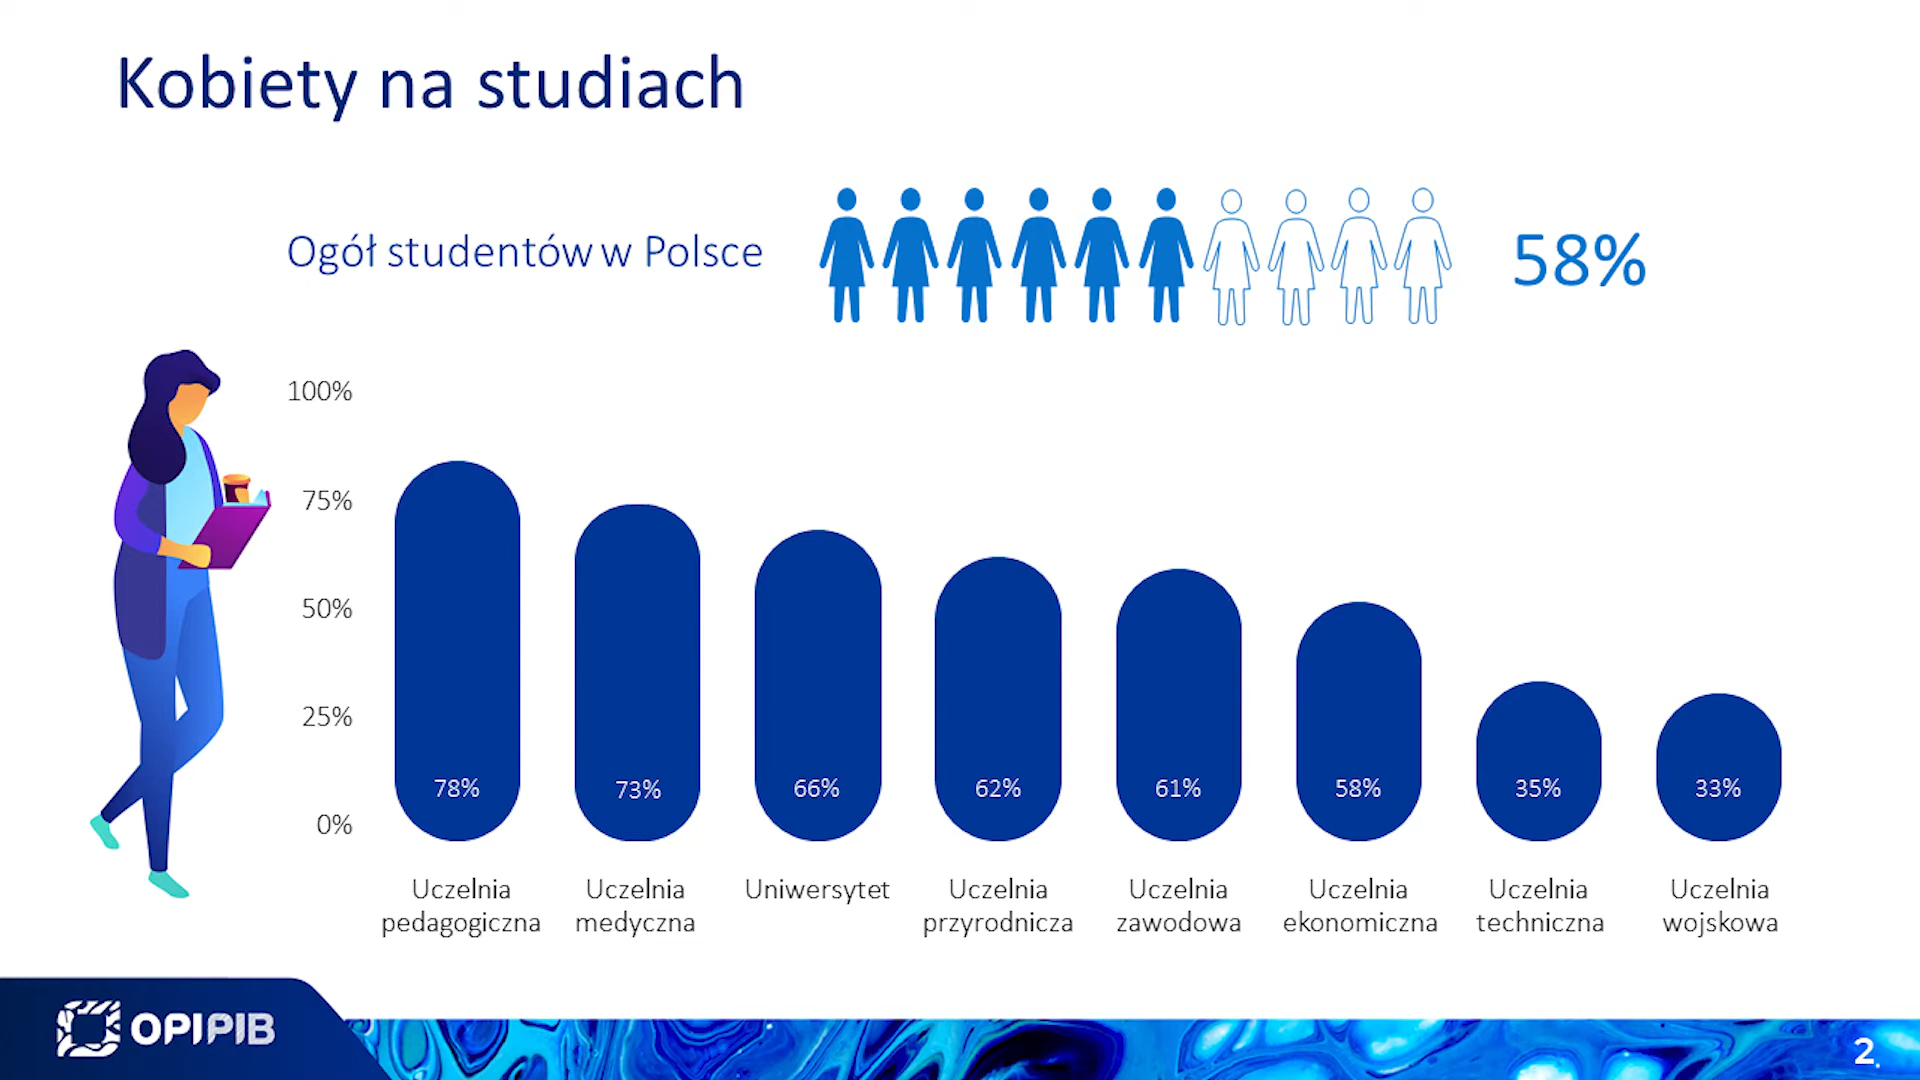 Kobiety na studiach
Ogół studentów w Polsce
58%
100%
75%
50%
25%
0%
78%
73%
66%
62%
61%
58%
35%
33%
Uczelnia
pedagogiczna
Uczelnia
medyczna
Uniwersytet
Uczelnia
przyrodnicza
Uczelnia
zawodowa
Uczelnia
ekonomiczna
Uczelnia
techniczna
Uczelnia
wojskowa
OPI PIB
2.